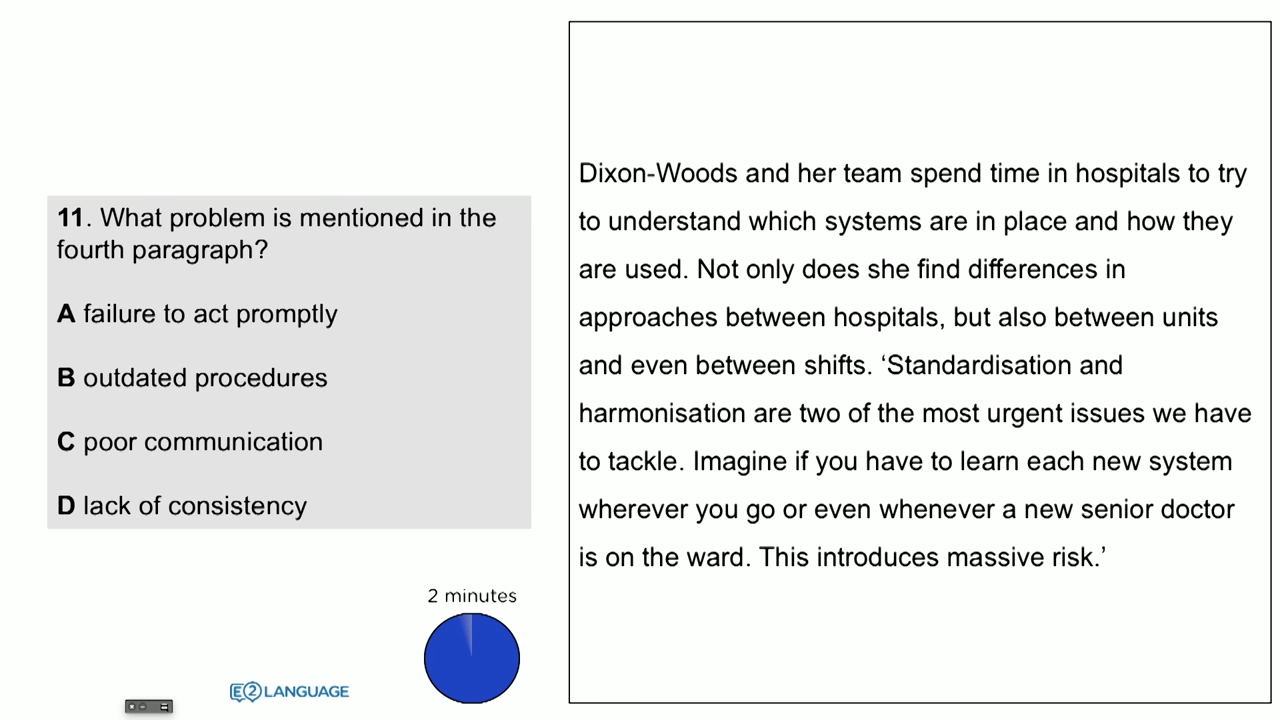 11. What problem is mentioned in the
fourth paragraph?
A failure to act promptly
B outdated procedures
C poor communication
D lack of consistency
2 minutes
E2 LANGUAGE
Dixon-Woods and her team spend time in hospitals to try
to understand which systems are in place and how they
are used. Not only does she find differences in
approaches between hospitals, but also between units
and even between shifts. ‘Standardisation and
harmonisation are two of the most urgent issues we have
to tackle. Imagine if you have to learn each new system
wherever you go or even whenever a new senior doctor
is on the ward. This introduces massive risk.’